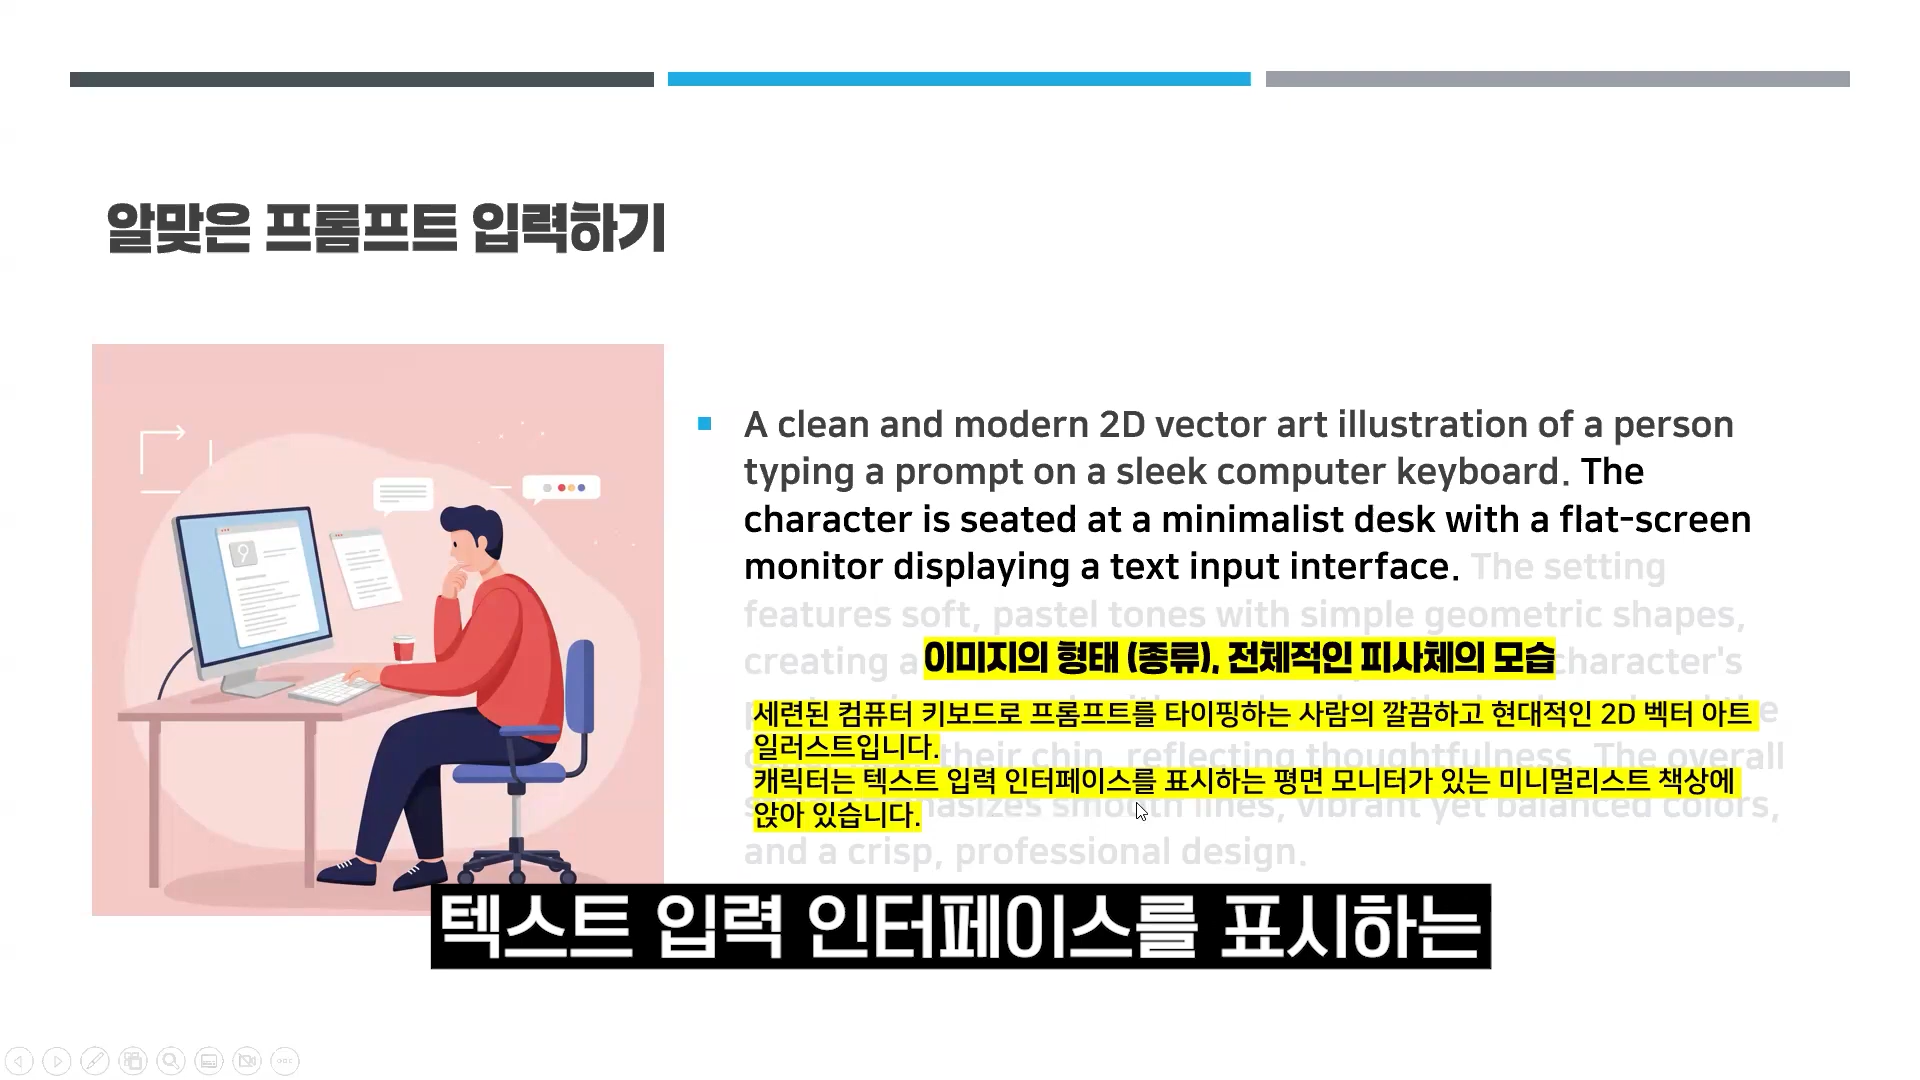 알맞은 프롬프트 입력하기
A clean and modern 2D vector art illustration of a person
typing a prompt on a sleek computer keyboard. The
character is seated at a minimalist desk with a flat-screen
monitor displaying a text input interface. The setting
features soft, pastel tones with simple geometric shapes,
creating a
character's
이미지의 형태 (종류), 전체적인 피사체의 모습
세련된 컴퓨터 키보드로 프롬프트를 타이핑하는 사람의 깔끔하고 현대적인 2D 벡터 아트
일러스트입니다.
their chin, reflecting thoughtfulness. The overall
캐릭터는 텍스트 입력 인터페이스를 표시하는 평면 모니터가 있는 미니멀리스트 책상에
앉아 있습니다.
smooth lines, vibrant yet balanced colors,
and a crisp, professional design.
텍스트 입력 인터페이스를 표시하는